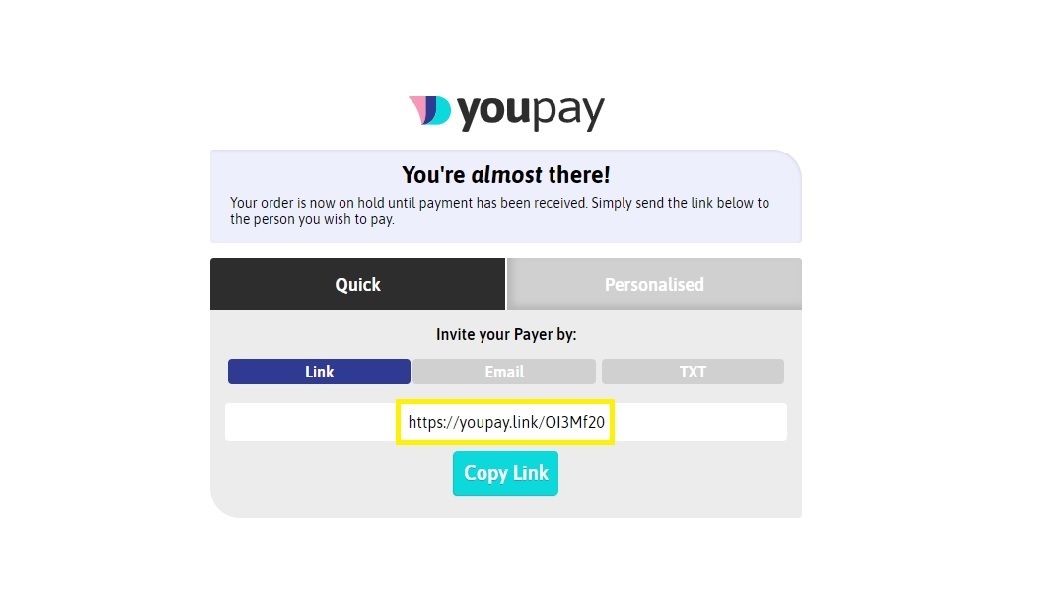 youpay
You're almost there!
Your order is now on hold until payment has been received. Simply send the link below to
the person you wish to pay.
Quick
Personalised
Invite your Payer by:
Link
Email
TXT
https://youpay.link/OI3Mf20
Copy Link